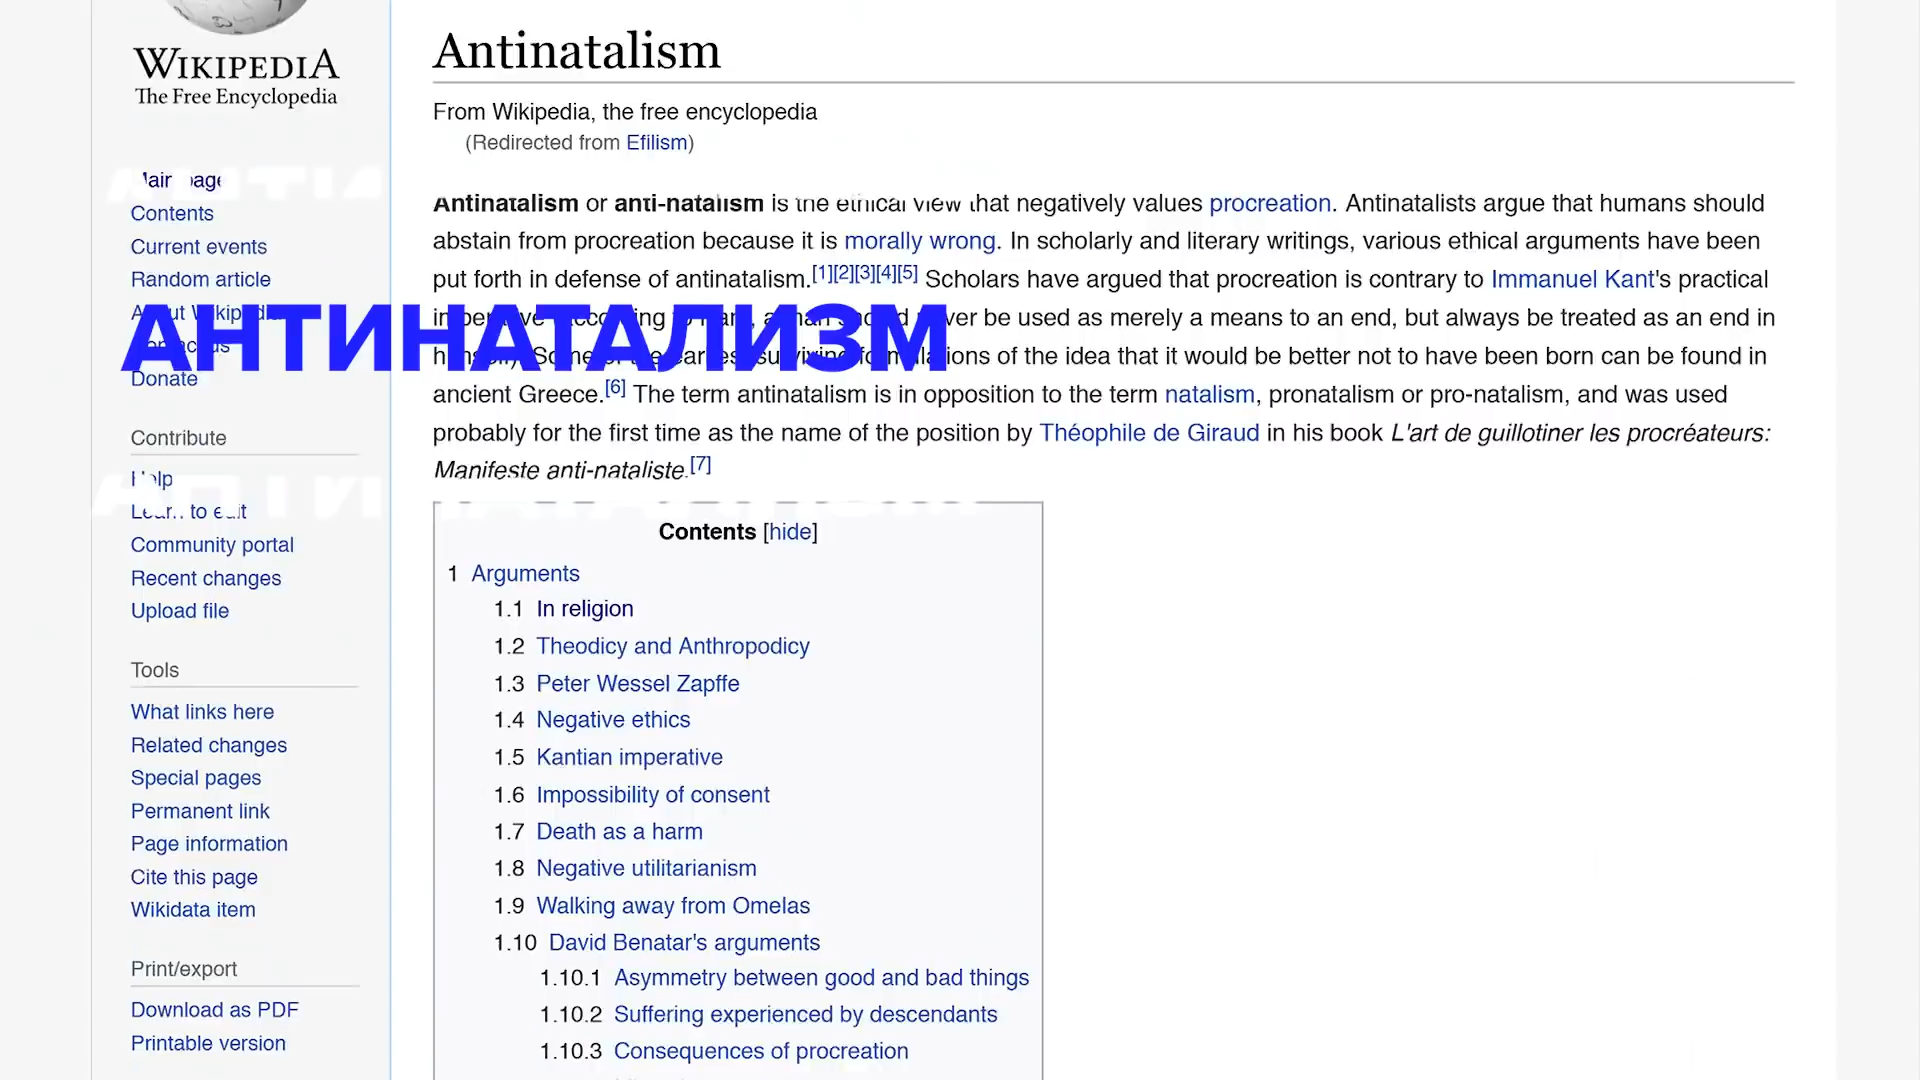 WIKIPEDIA
The Free Encyclopedia
Contents
Current events
Random article
Donate
Contribute
Help
Learn to edit
Community portal
Recent changes
Upload file
Tools
What links here
Related changes
Special pages
Permanent link
Page information
Cite this page
Wikidata item
Print/export
Download as PDF
Printable version
Antinatalism
From Wikipedia, the free encyclopedia
(Redirected from Efilism)
Antinatalism or anti-natalism is the ethical view that negatively values procreation. Antinatalists argue that humans should
abstain from procreation because it is morally wrong. In scholarly and literary writings, various ethical arguments have been
put forth in defense of antinatalism.[1][2][3][4][5] Scholars have argued that procreation is contrary to Immanuel Kant's practical
АНТИНАТАЛИЗМ
be used as merely a means to an end, but always be treated as an end in
of the idea that it would be better not to have been born can be found in
ancient Greece.[6] The term antinatalism is in opposition to the term natalism, pronatalism or pro-natalism, and was used
probably for the first time as the name of the position by Théophile de Giraud in his book L'art de guillotiner les procréateurs:
Manifeste anti-nataliste.[7]
Contents [hide]
1 Arguments
1.1 In religion
1.2 Theodicy and Anthropodicy
1.3 Peter Wessel Zapffe
1.4 Negative ethics
1.5 Kantian imperative
1.6 Impossibility of consent
1.7 Death as a harm
1.8 Negative utilitarianism
1.9 Walking away from Omelas
1.10 David Benatar's arguments
1.10.1 Asymmetry between good and bad things
1.10.2 Suffering experienced by descendants
1.10.3 Consequences of procreation